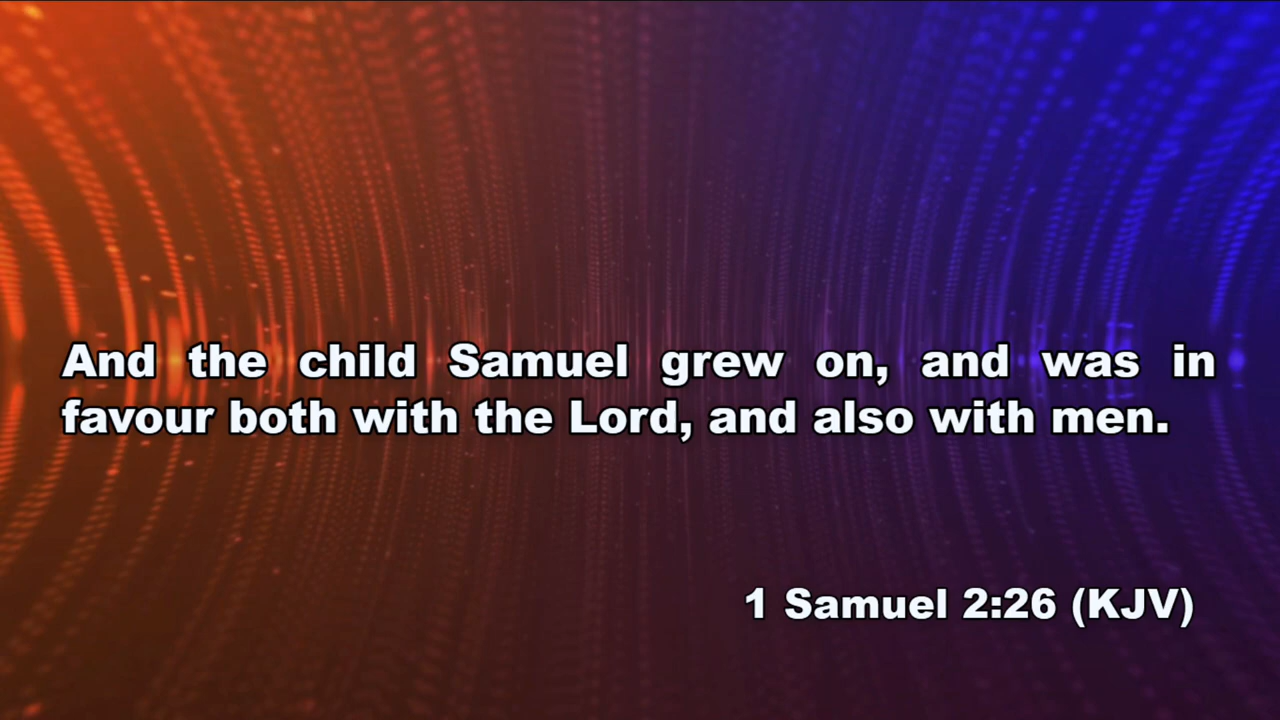 And the child Samuel grew on, and was in
favour both with the Lord, and also with men.
1 Samuel 2:26 (KJV)